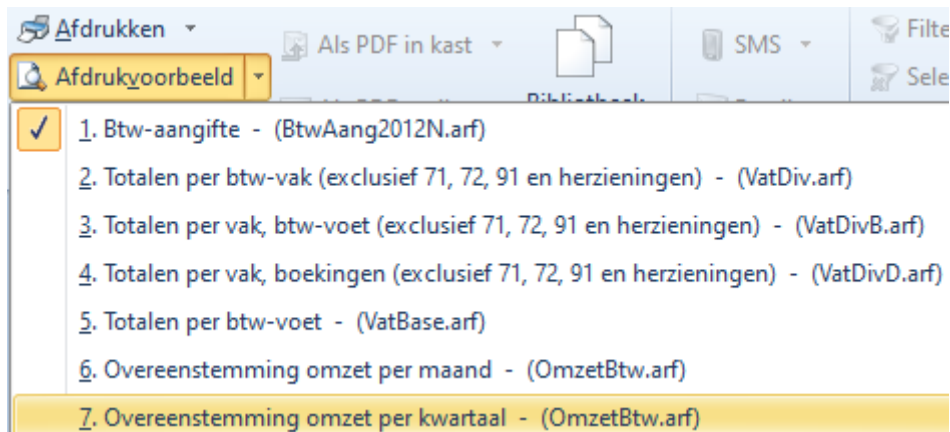 Afdrukken
Als PDF in kast
SMS
Afdrukvoorbeeld
1. Btw-aangifte - (BtwAang2012N.arf)
2. Totalen per btw-vak (exclusief 71, 72, 91 en herzieningen) - (VatDiv.arf)
3. Totalen per vak, btw-voet (exclusief 71, 72, 91 en herzieningen) - (VatDivB.arf)
4. Totalen per vak, boekingen (exclusief 71, 72, 91 en herzieningen) - (VatDivD.arf)
5. Totalen per btw-voet - (VatBase.arf)
6. Overeenstemming omzet per maand - (OmzetBtw.arf)
7. Overeenstemming omzet per kwartaal - (OmzetBtw.arf)